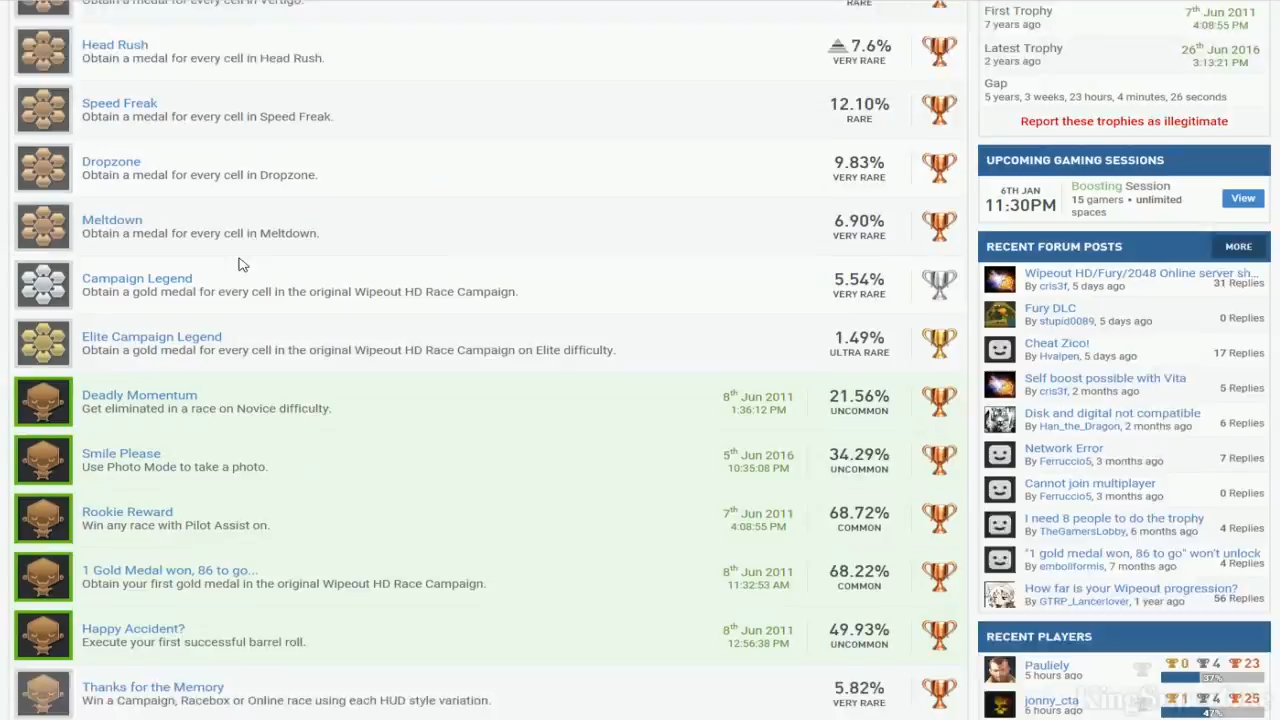 Obtain a medal for every cell in Vertigo.
RARE
Head Rush
Obtain a medal for every cell in Head Rush.
7.6%
VERY RARE
Speed Freak
Obtain a medal for every cell in Speed Freak.
12.10%
RARE
Dropzone
Obtain a medal for every cell in Dropzone.
9.83%
VERY RARE
Meltdown
Obtain a medal for every cell in Meltdown.
6.90%
VERY RARE
Campaign Legend
Obtain a gold medal for every cell in the original Wipeout HD Race Campaign.
5.54%
VERY RARE
Elite Campaign Legend
Obtain a gold medal for every cell in the original Wipeout HD Race Campaign on Elite difficulty.
1.49%
ULTRA RARE
Deadly Momentum
Get eliminated in a race on Novice difficulty.
8th Jun 2011
1:36:12 PM
21.56%
UNCOMMON
Smile Please
Use Photo Mode to take a photo.
5th Jun 2016
10:35:08 PM
34.29%
UNCOMMON
Rookie Reward
Win any race with Pilot Assist on.
7th Jun 2011
4:08:55 PM
68.72%
COMMON
1 Gold Medal won, 86 to go...
Obtain your first gold medal in the original Wipeout HD Race Campaign.
8th Jun 2011
11:32:53 AM
68.22%
COMMON
Happy Accident?
Execute your first successful barrel roll.
8th Jun 2011
12:56:38 PM
49.93%
UNCOMMON
Thanks for the Memory
Win a Campaign, Racebox or Online race using each HUD style variation.
5.82%
VERY RARE
First Trophy
7 years ago
7th Jun 2011
4:08:55 PM
Latest Trophy
2 years ago
26th Jun 2016
3:13:21 PM
Gap
5 years, 3 weeks, 23 hours, 4 minutes, 26 seconds
Report these trophies as illegitimate
UPCOMING GAMING SESSIONS
6TH JAN
11:30PM
Boosting Session
15 gamers • unlimited
spaces
View
RECENT FORUM POSTS
MORE
Wipeout HD/Fury/2048 Online server sh...
By cris3f, 5 days ago
31 Replies
Fury DLC
By stupid0089, 5 days ago
0 Replies
Cheat Zico!
By Hvalpen, 5 days ago
17 Replies
Self boost possible with Vita
By cris3f, 2 months ago
5 Replies
Disk and digital not compatible
By Han_the_Dragon, 2 months ago
6 Replies
Network Error
By Ferruccio5, 3 months ago
7 Replies
Cannot join multiplayer
By Ferruccio5, 3 months ago
0 Replies
I need 8 people to do the trophy
By TheGamersLobby, 6 months ago
4 Replies
"1 gold medal won, 86 to go" won't unlock
By emboliformis, 7 months ago
4 Replies
How far is your Wipeout progression?
By GTRP_Lancerlover, 1 year ago
56 Replies
RECENT PLAYERS
Pauliely
5 hours ago
0 4 23
37%
jonny_cta
6 hours ago
1 4 25
47%